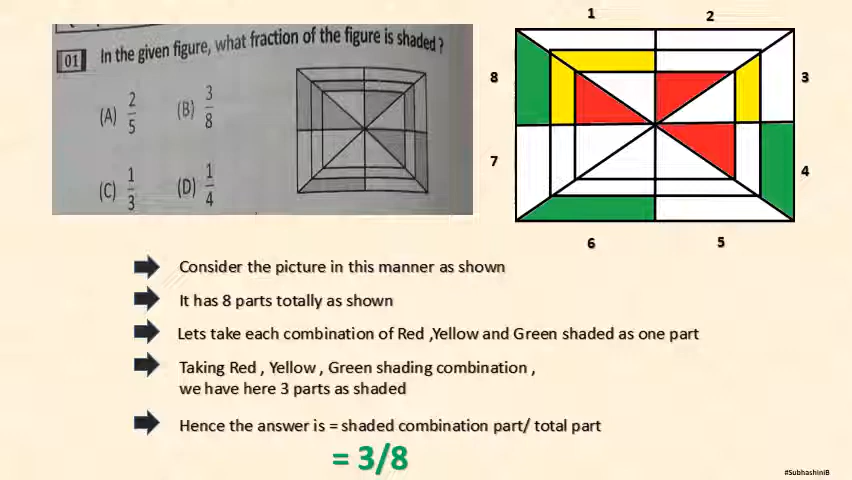 01 In the given figure, what fraction of the figure is shaded?
(A) 2/5 (B) 3/8
(C) 1/3 (D) 1/4
1 2
8 3
7 4
6 5
Consider the picture in this manner as shown
It has 8 parts totally as shown
Lets take each combination of Red ,Yellow and Green shaded as one part
Taking Red , Yellow , Green shading combination ,
we have here 3 parts as shaded
Hence the answer is = shaded combination part/ total part
= 3/8
#SubhashiniB